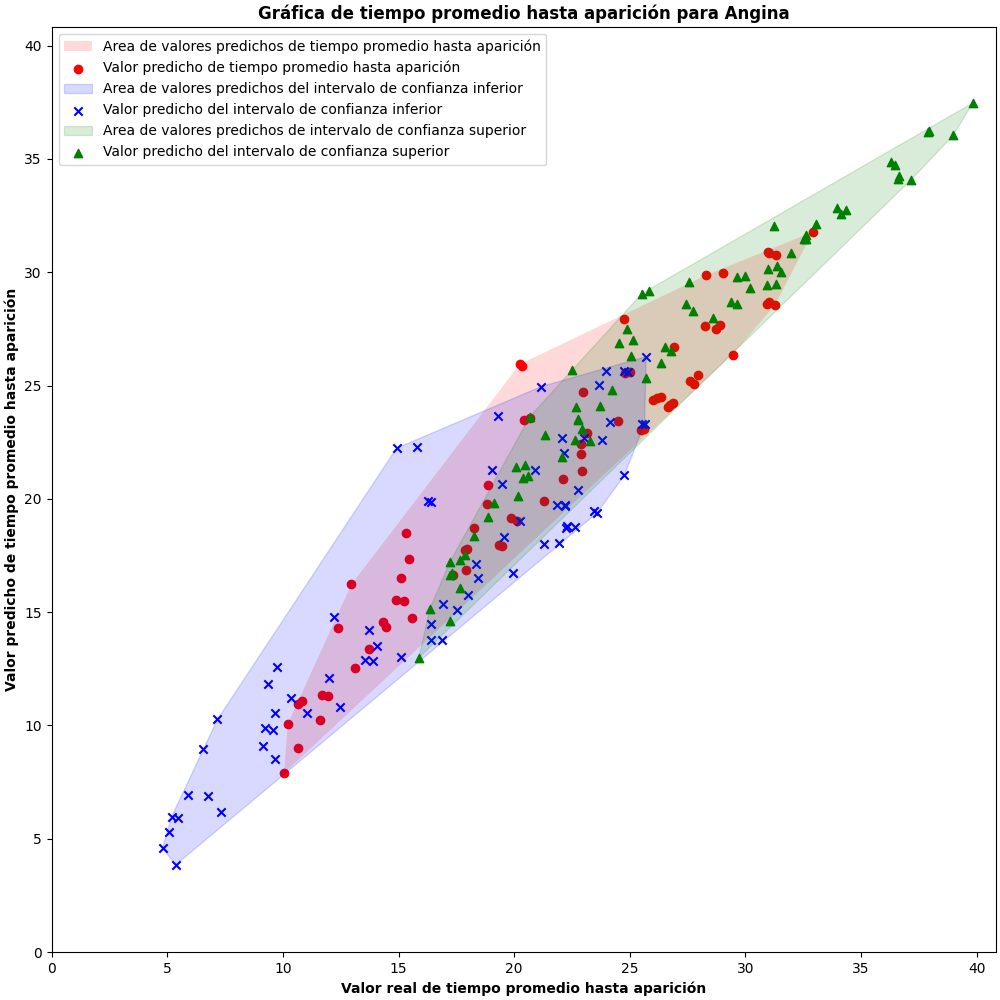 Gráfica de tiempo promedio hasta aparición para Angina
Area de valores predichos de tiempo promedio hasta aparición
Valor predicho de tiempo promedio hasta aparición
Area de valores predichos del intervalo de confianza inferior
Valor predicho del intervalo de confianza inferior
Area de valores predichos de intervalo de confianza superior
Valor predicho del intervalo de confianza superior
Valor predicho de tiempo promedio hasta aparición
40
35
30
25
20
15
10
5
0
0 5 10 15 20 25 30 35 40
Valor real de tiempo promedio hasta aparición